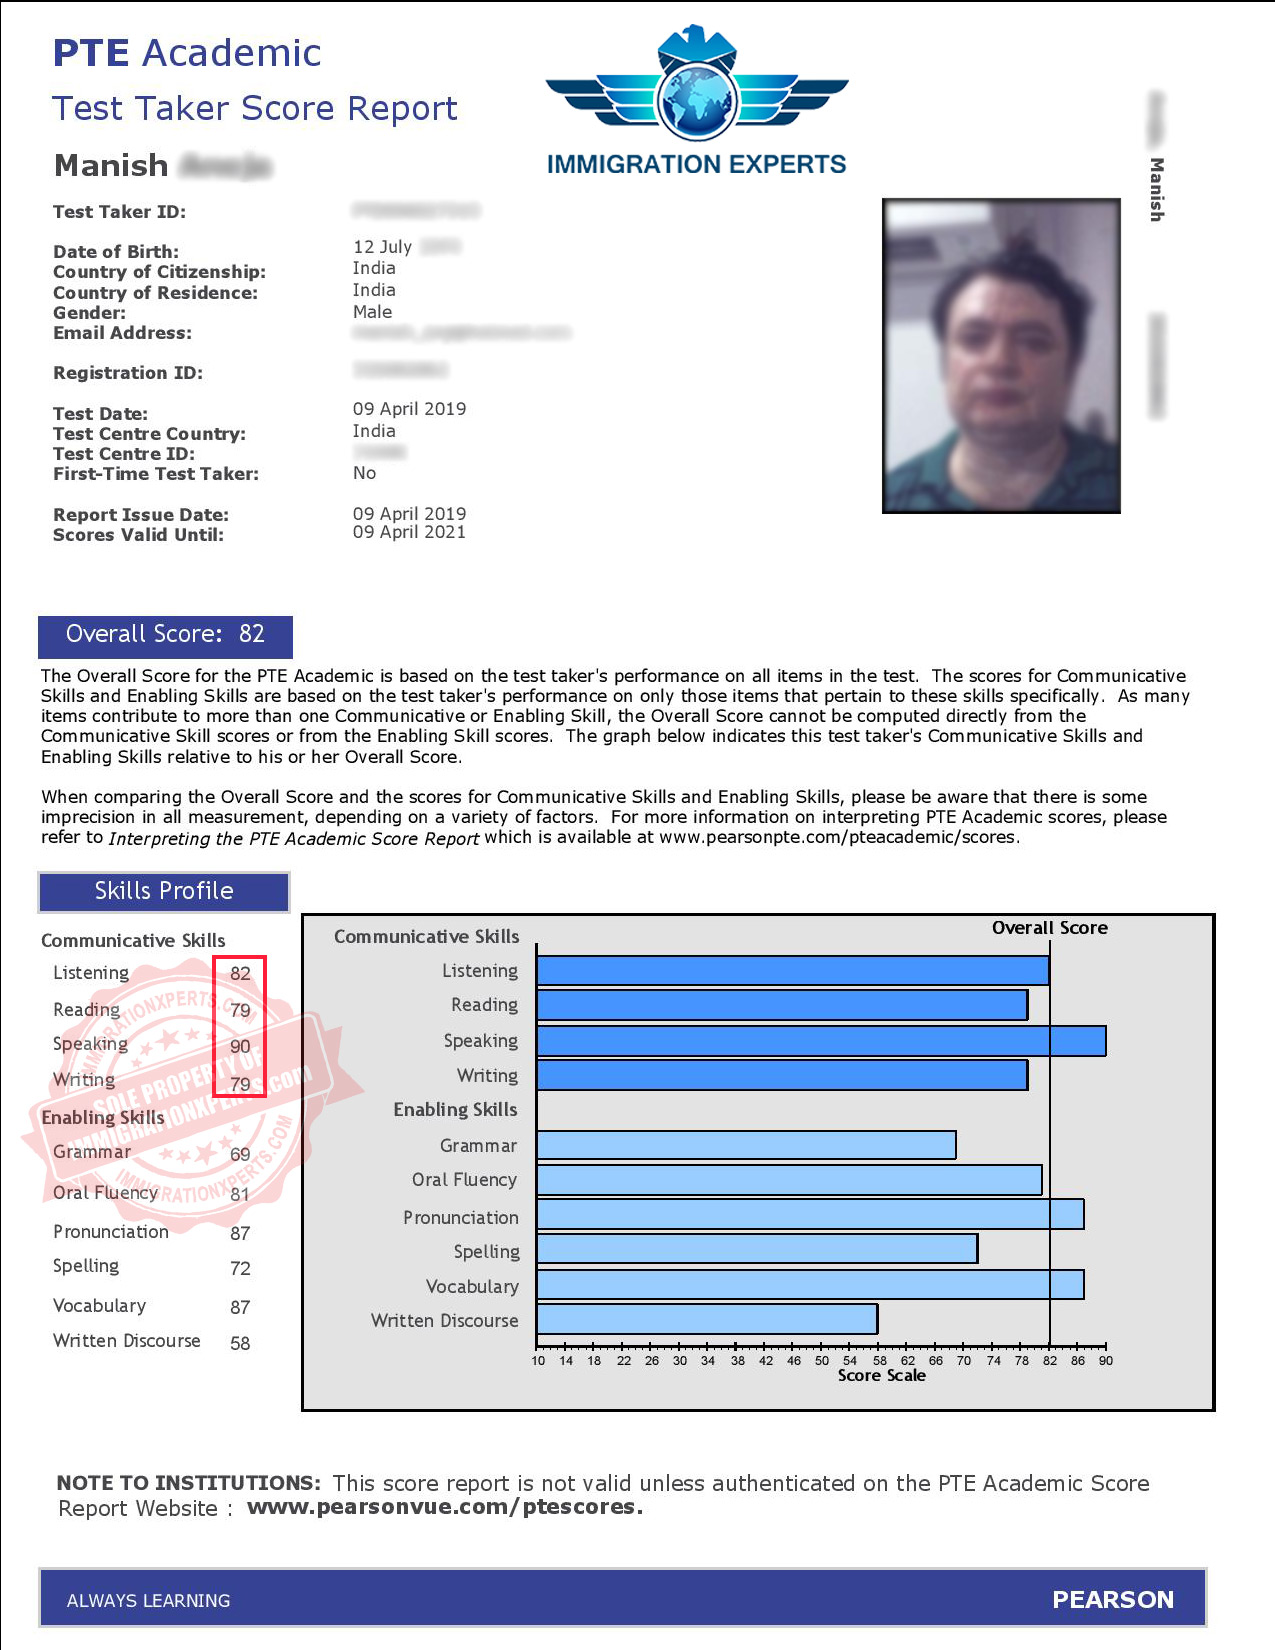 PTE Academic
Test Taker Score Report
IMMIGRATION EXPERTS
Manish
Manish
Test Taker ID:
Date of Birth: 12 July
Country of Citizenship: India
Country of Residence: India
Gender: Male
Email Address:
Registration ID:
Test Date: 09 April 2019
Test Centre Country: India
Test Centre ID:
First-Time Test Taker: No
Report Issue Date: 09 April 2019
Scores Valid Until: 09 April 2021
Overall Score: 82
The Overall Score for the PTE Academic is based on the test taker's performance on all items in the test. The scores for Communicative
Skills and Enabling Skills are based on the test taker's performance on only those items that pertain to these skills specifically. As many
items contribute to more than one Communicative or Enabling Skill, the Overall Score cannot be computed directly from the
Communicative Skill scores or from the Enabling Skill scores. The graph below indicates this test taker's Communicative Skills and
Enabling Skills relative to his or her Overall Score.
When comparing the Overall Score and the scores for Communicative Skills and Enabling Skills, please be aware that there is some
imprecision in all measurement, depending on a variety of factors. For more information on interpreting PTE Academic scores, please
refer to Interpreting the PTE Academic Score Report which is available at www.pearsonpte.com/pteacademic/scores.
Skills Profile
Communicative Skills
Listening 82
Reading 79
Speaking 90
Writing 79
Enabling Skills
Grammar 69
Oral Fluency 81
Pronunciation 87
Spelling 72
Vocabulary 87
Written Discourse 58
IMMIGRATIONXPERTS.COM
SOLE PROPERTY OF
IMMIGRATIONXPERTS.com
IMMIGRATIONXPERTS.COM
Overall Score
Communicative Skills
Listening
Reading
Speaking
Writing
Enabling Skills
Grammar
Oral Fluency
Pronunciation
Spelling
Vocabulary
Written Discourse
10 14 18 22 26 30 34 38 42 46 50 54 58 62 66 70 74 78 82 86 90
Score Scale
NOTE TO INSTITUTIONS: This score report is not valid unless authenticated on the PTE Academic Score
Report Website : www.pearsonvue.com/ptescores.
ALWAYS LEARNING
PEARSON